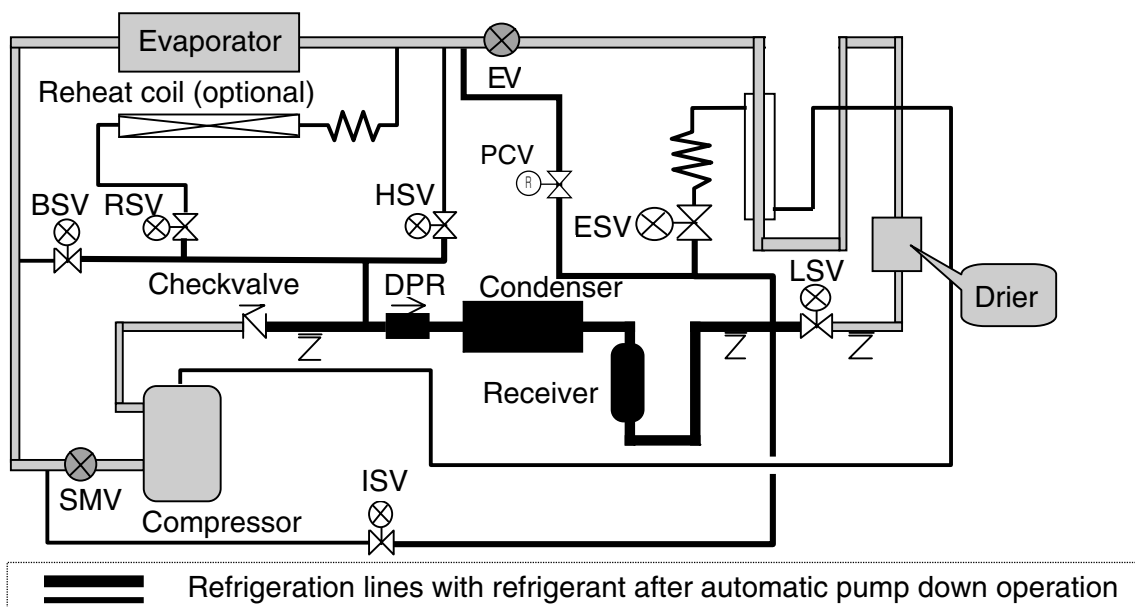 Evaporator
EV
Reheat coil (optional)
PCV
R
BSV
RSV
HSV
ESV
Checkvalve
DPR
Condenser
LSV
Drier
Z
Z
Z
Receiver
SMV
Compressor
ISV
Refrigeration lines with refrigerant after automatic pump down operation